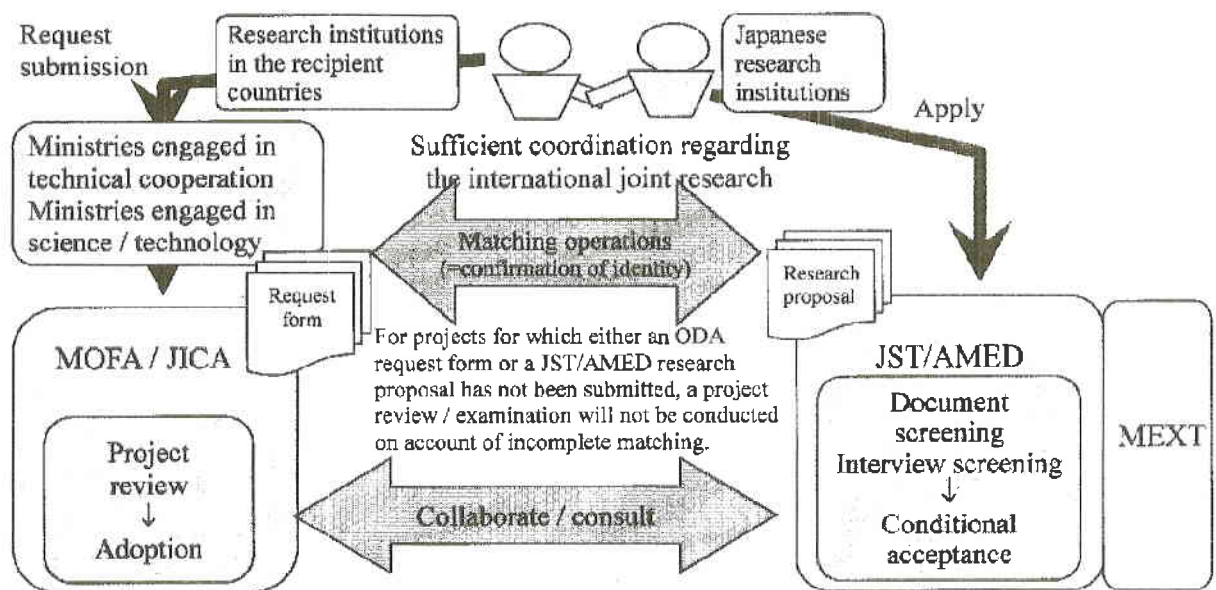 Request
submission
Research institutions
in the recipient
countries
Japanese
research
institutions
Apply
Ministries engaged in
technical cooperation
Ministries engaged in
science / technology
Sufficient coordination regarding
the international joint research
Matching operations
(=confirmation of identity)
Request
form
Research
proposal
MOFA / JICA
For projects for which either an ODA
request form or a JST/AMED research
proposal has not been submitted, a project
review / examination will not be conducted
on account of incomplete matching.
JST/AMED
MEXT
Project
review
↓
Adoption
Collaborate / consult
Document
screening
Interview screening
↓
Conditional
acceptance